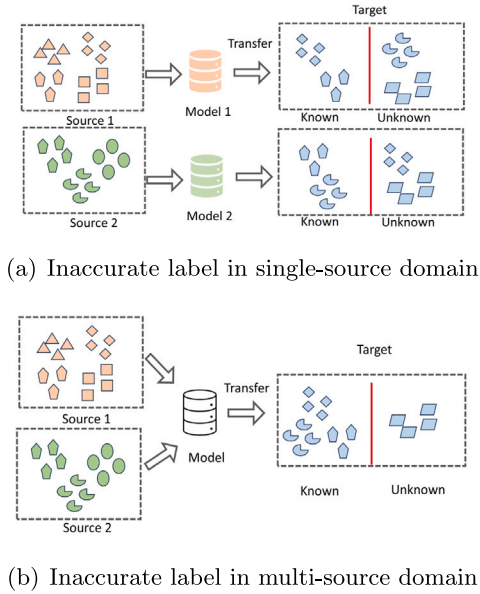 Target
Transfer
Source 1
Model 1
Known
Unknown
Source 2
Model 2
Known
Unknown
(a) Inaccurate label in single-source domain
Target
Source 1
Transfer
Model
Source 2
Known
Unknown
(b) Inaccurate label in multi-source domain